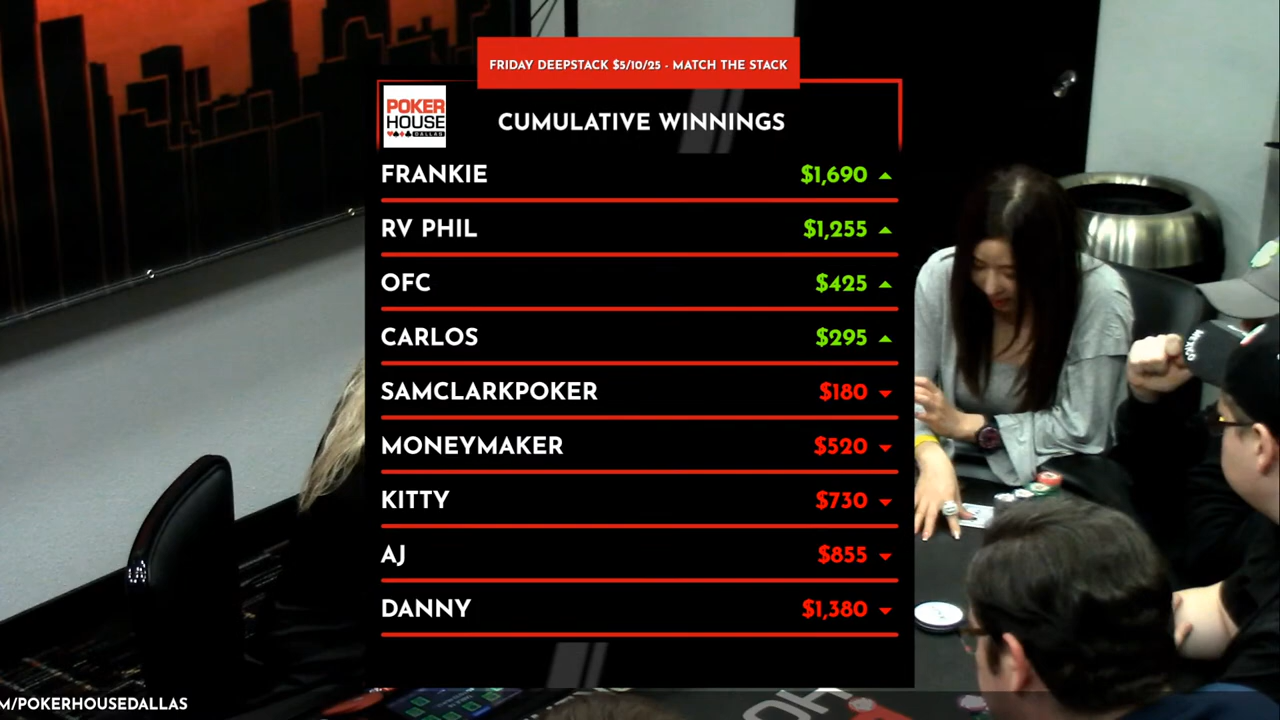 FRIDAY DEEPSTACK $5/10/25 - MATCH THE STACK
POKER
HOUSE
DALLAS
CUMULATIVE WINNINGS
FRANKIE $1,690
RV PHIL $1,255
OFC $425
CARLOS $295
SAMCLARKPOKER $180
MONEYMAKER $520
KITTY $730
AJ $855
DANNY $1,380
M/POKERHOUSEDALLAS